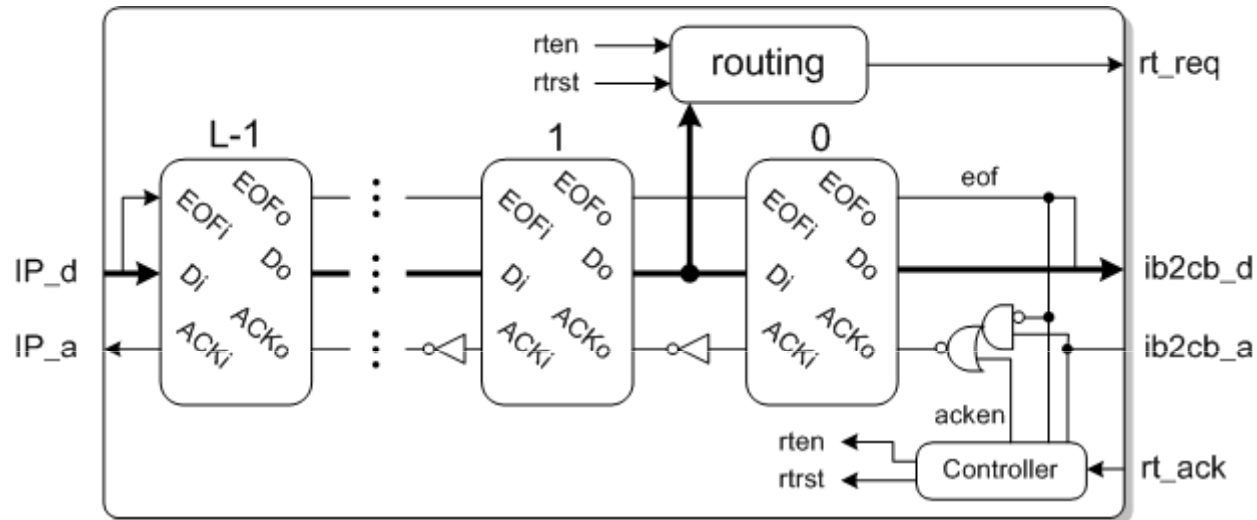 rten
rtrst
routing
rt_req
L-1
1
0
EOFi
EOFo
Di
Do
ACKi
ACKo
EOFi
EOFo
Di
Do
ACKi
ACKo
EOFi
EOFo
Di
Do
ACKi
ACKo
eof
IP_d
ib2cb_d
IP_a
ib2cb_a
acken
rten
rtrst
Controller
rt_ack